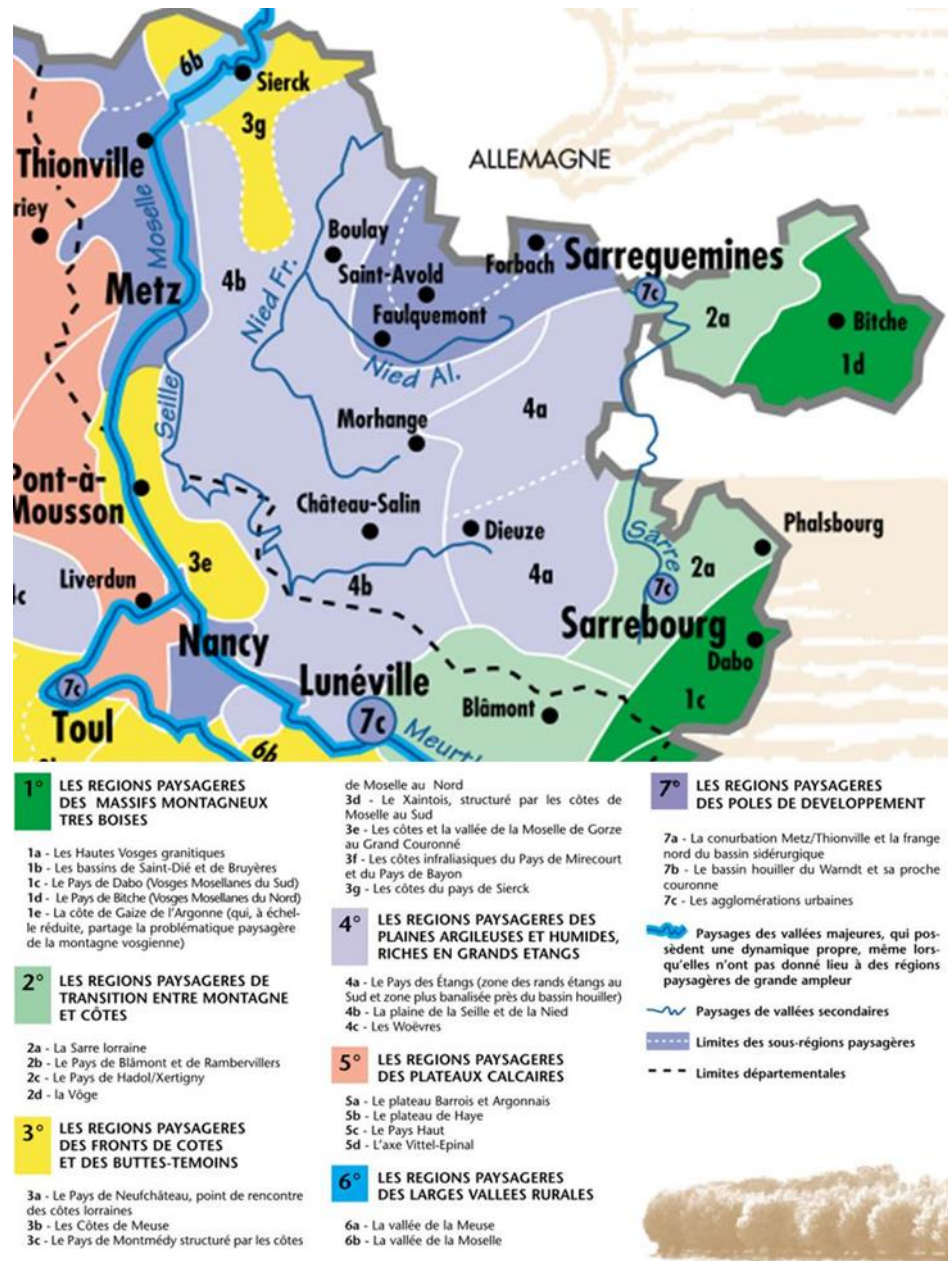 6b
Sierck
3g
ALLEMAGNE
Thionville
riey
Moselle
Boulay
Nied Fr.
Saint-Avold
Forbach
Sarreguemines
7c
Metz
4b
Faulquemont
2a
Bitche
1d
Nied Al.
Seille
4a
Morhange
Pont-à-
Mousson
Château-Salin
Dieuze
Phalsbourg
Sarre
3e
Liverdun
4b
4a
7c
2a
4c
Nancy
Sarrebourg
Dabo
Lunéville
7c
Toul
7c
Blâmont
1c
6b
Meurth
1° LES REGIONS PAYSAGERES
DES MASSIFS MONTAGNEUX
TRES BOISES
1a - Les Hautes Vosges granitiques
1b - Les bassins de Saint-Dié et de Bruyères
1c - Le Pays de Dabo (Vosges Mosellanes du Sud)
1d - Le Pays de Bitche (Vosges Mosellanes du Nord)
1e - La côte de Gaize de l'Argonne (qui, à échel-
le réduite, partage la problématique paysagère
de la montagne vosgienne)
2° LES REGIONS PAYSAGERES DE
TRANSITION ENTRE MONTAGNE
ET CÔTES
2a - La Sarre lorraine
2b - Le Pays de Blâmont et de Rambervillers
2c - Le Pays de Hadol/Xertigny
2d - la Vôge
3° LES REGIONS PAYSAGERES
DES FRONTS DE COTES
ET DES BUTTES-TEMOINS
3a - Le Pays de Neufchâteau, point de rencontre
des côtes lorraines
3b - Les Côtes de Meuse
3c - Le Pays de Montmédy structuré par les côtes
de Moselle au Nord
3d - Le Xaintois, structuré par les côtes de
Moselle au Sud
3e - Les côtes et la vallée de la Moselle de Gorze
au Grand Couronné
3f - Les côtes infraliasiques du Pays de Mirecourt
et du Pays de Bayon
3g - Les côtes du pays de Sierck
4° LES REGIONS PAYSAGERES DES
PLAINES ARGILEUSES ET HUMIDES,
RICHES EN GRANDS ETANGS
4a - Le Pays des Étangs (zone des rands étangs au
Sud et zone plus banalisée près du bassin houiller)
4b - La plaine de la Seille et de la Nied
4c - Les Woëvres
5° LES REGIONS PAYSAGERES
DES PLATEAUX CALCAIRES
5a - Le plateau Barrois et Argonnais
5b - Le plateau de Haye
5c - Le Pays Haut
5d - L'axe Vittel-Epinal
6° LES REGIONS PAYSAGERES
DES LARGES VALLEES RURALES
6a - La vallée de la Meuse
6b - La vallée de la Moselle
7° LES REGIONS PAYSAGERES
DES POLES DE DEVELOPPEMENT
7a - La conurbation Metz/Thionville et la frange
nord du bassin sidérurgique
7b - Le bassin houiller du Warndt et sa proche
couronne
7c - Les agglomérations urbaines
Paysages des vallées majeures, qui pos-
sèdent une dynamique propre, même lors-
qu'elles n'ont pas donné lieu à des régions
paysagères de grande ampleur
Paysages de vallées secondaires
Limites des sous-régions paysagères
Limites départementales